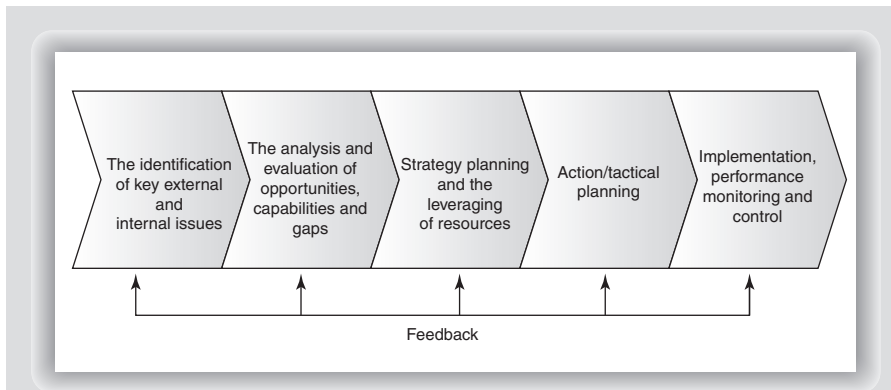 The identification
of key external
and
internal issues
The analysis and
evaluation of
opportunities,
capabilities and
gaps
Strategy planning
and the
leveraging
of resources
Action/tactical
planning
Implementation,
performance
monitoring and
control
Feedback